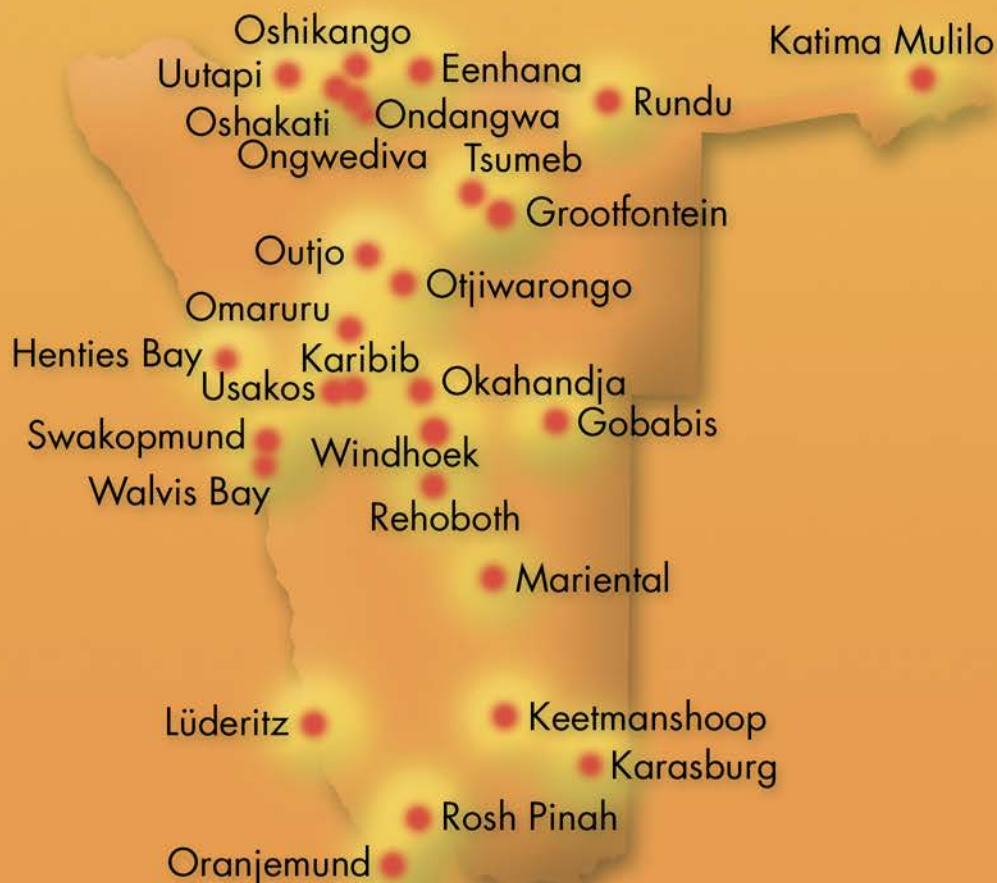 Oshikango
Katima Mulilo
Uutapi
Eenhana
Rundu
Oshakati
Ondangwa
Ongwediva
Tsumeb
Grootfontein
Outjo
Otjiwarongo
Omaruru
Henties Bay
Karibib
Usakos
Okahandja
Gobabis
Swakopmund
Windhoek
Walvis Bay
Rehoboth
Mariental
Lüderitz
Keetmanshoop
Karasburg
Rosh Pinah
Oranjemund